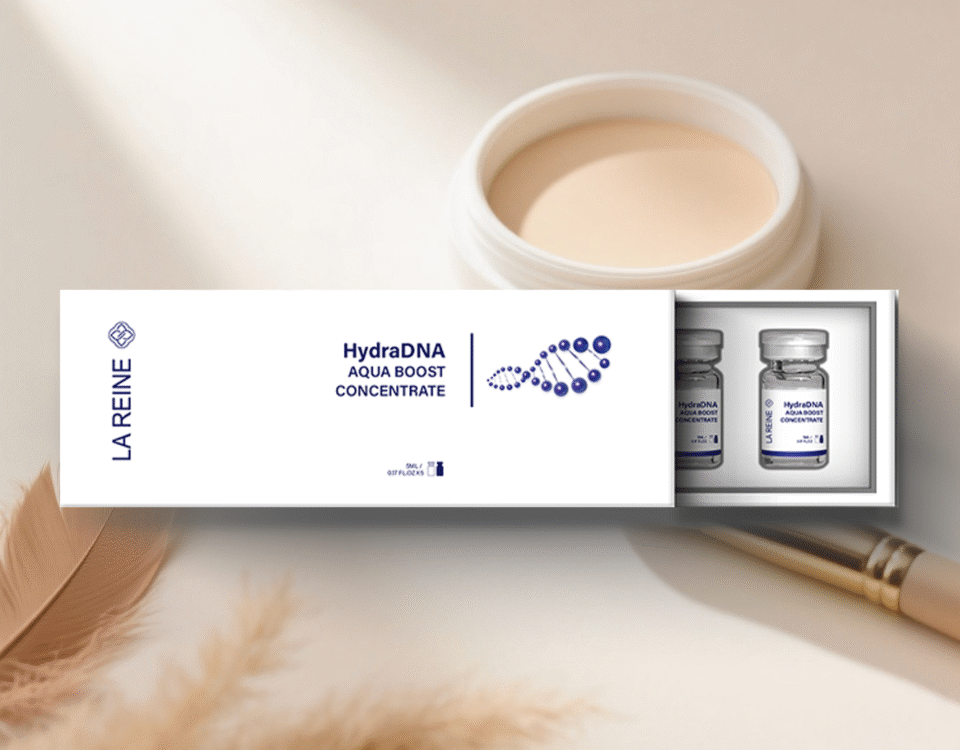 LA REINE
HydraDNA
AQUA BOOST
CONCENTRATE
5ML /
0.17 FL.OZ X 5
HydraDNA
AQUA BOOST
CONCENTRATE
LA REINE
HydraDNA
AQUA BOOST
CONCENTRATE
5ML /